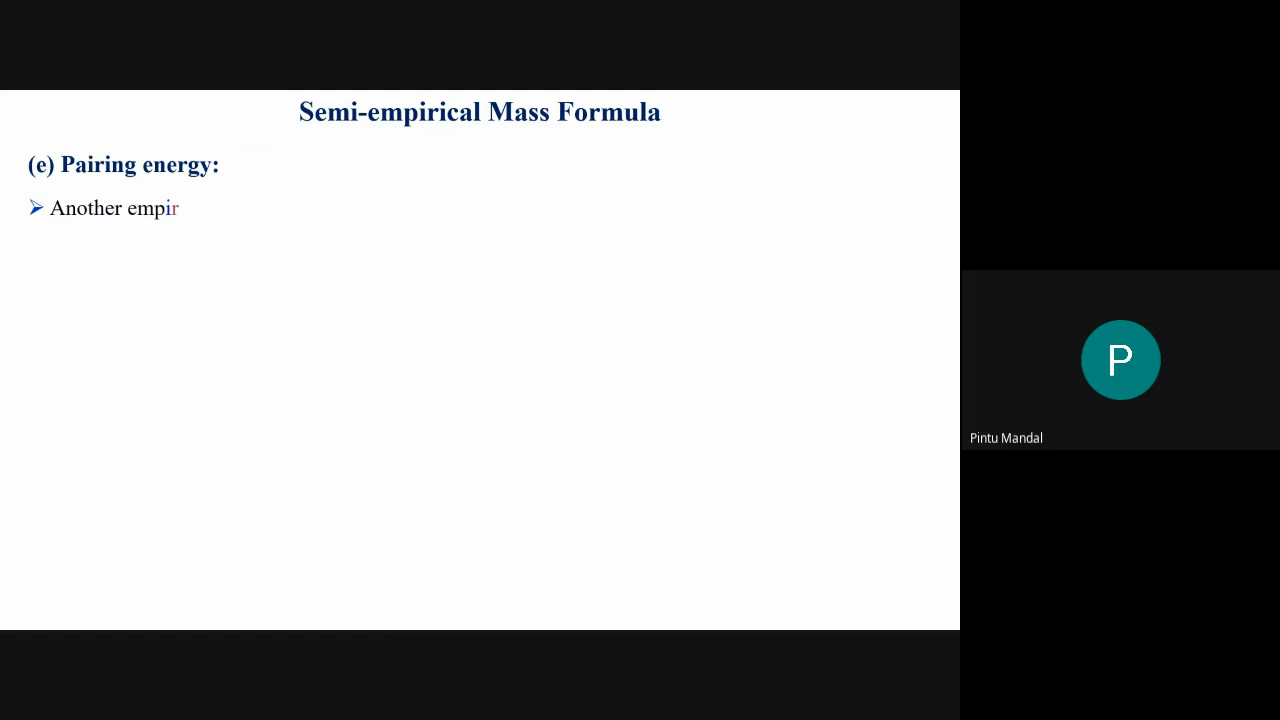 Semi-empirical Mass Formula
(e) Pairing energy:
➢ Another empir
P
Pintu Mandal